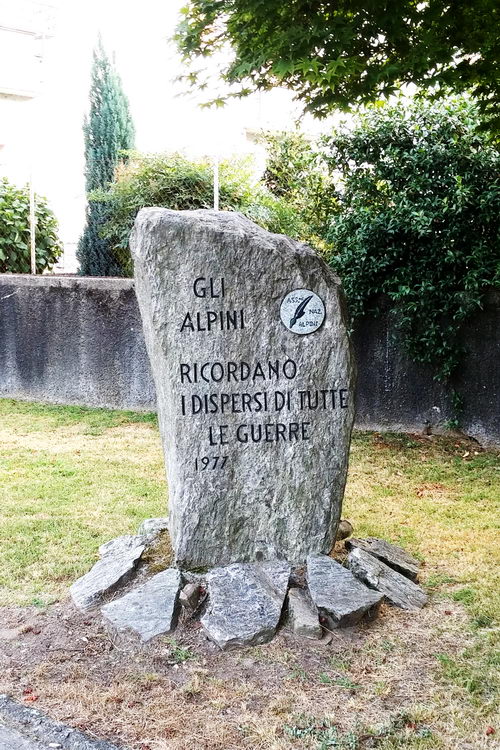 GLI
ALPINI
ASS.
NAZ.
ALPINI
RICORDANO
I DISPERSI DI TUTTE
LE GUERRE
1977